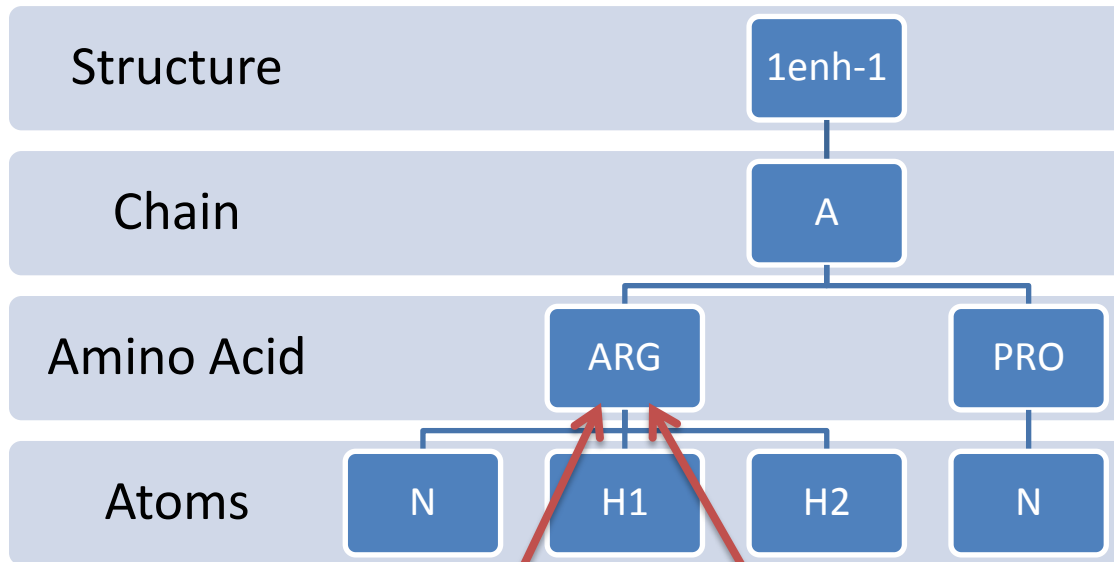 Structure 1enh-1
Chain A
Amino Acid ARG PRO
Atoms N H1 H2 N